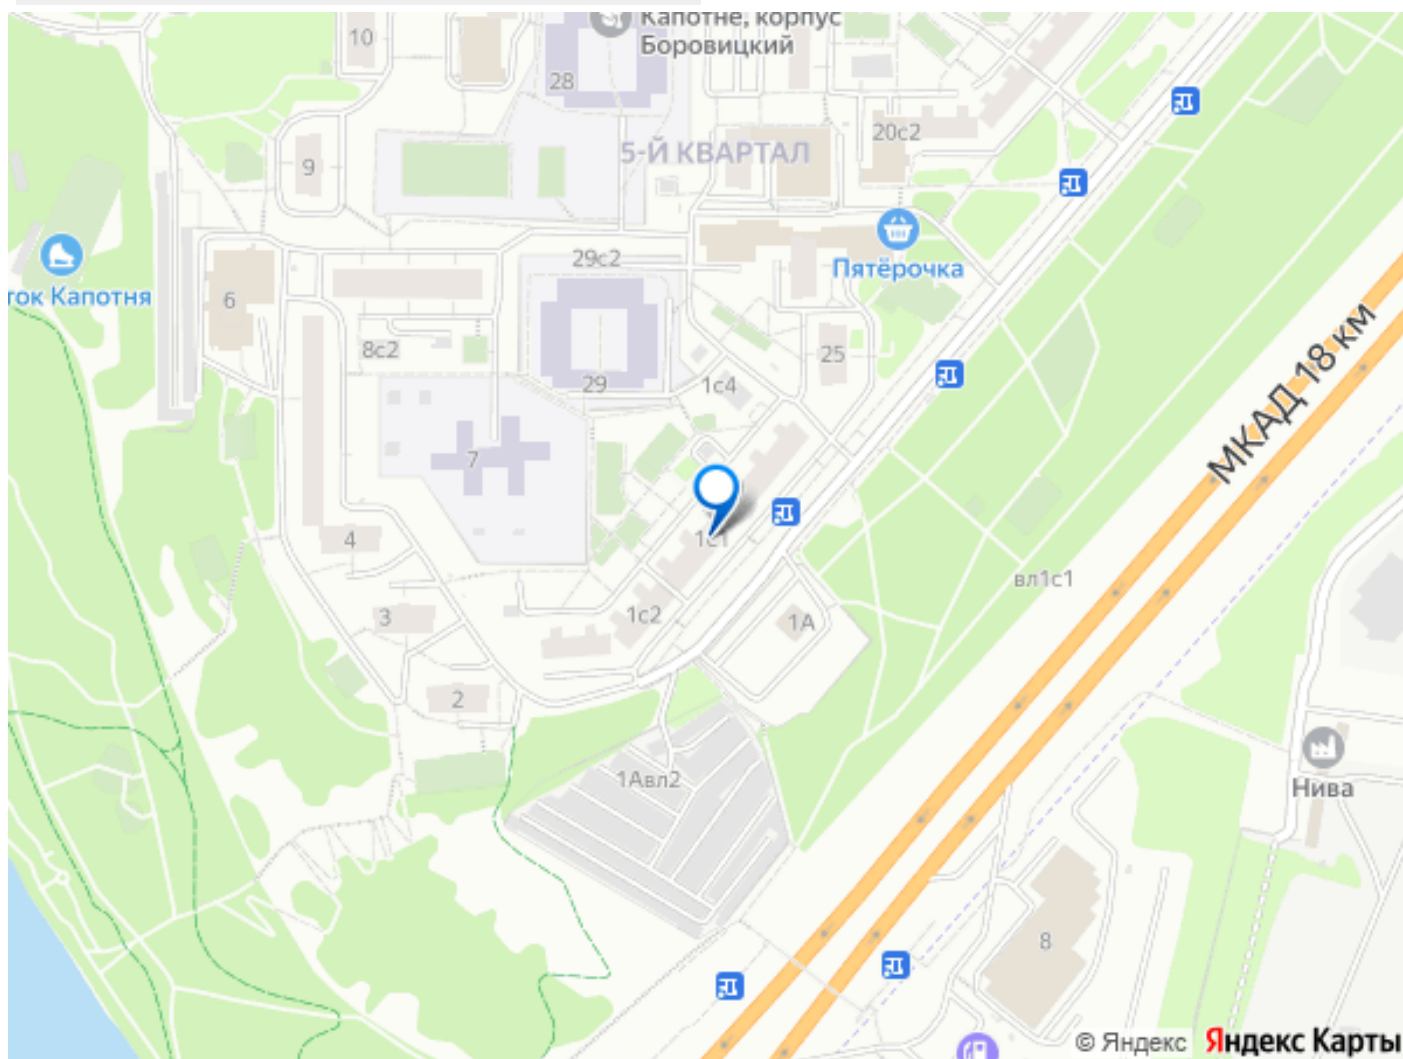 Капотне, корпус
Боровицкий
10
28
20с2
5-Й КВАРТАЛ
9
Пятёрочка
29с2
ток Капотня
6
МКАД 18 км
8с2
25
29
1с4
7
1с1
4
вл1с1
3
1с2
1А
2
1Авл2
Нива
8
© Яндекс Яндекс Карты